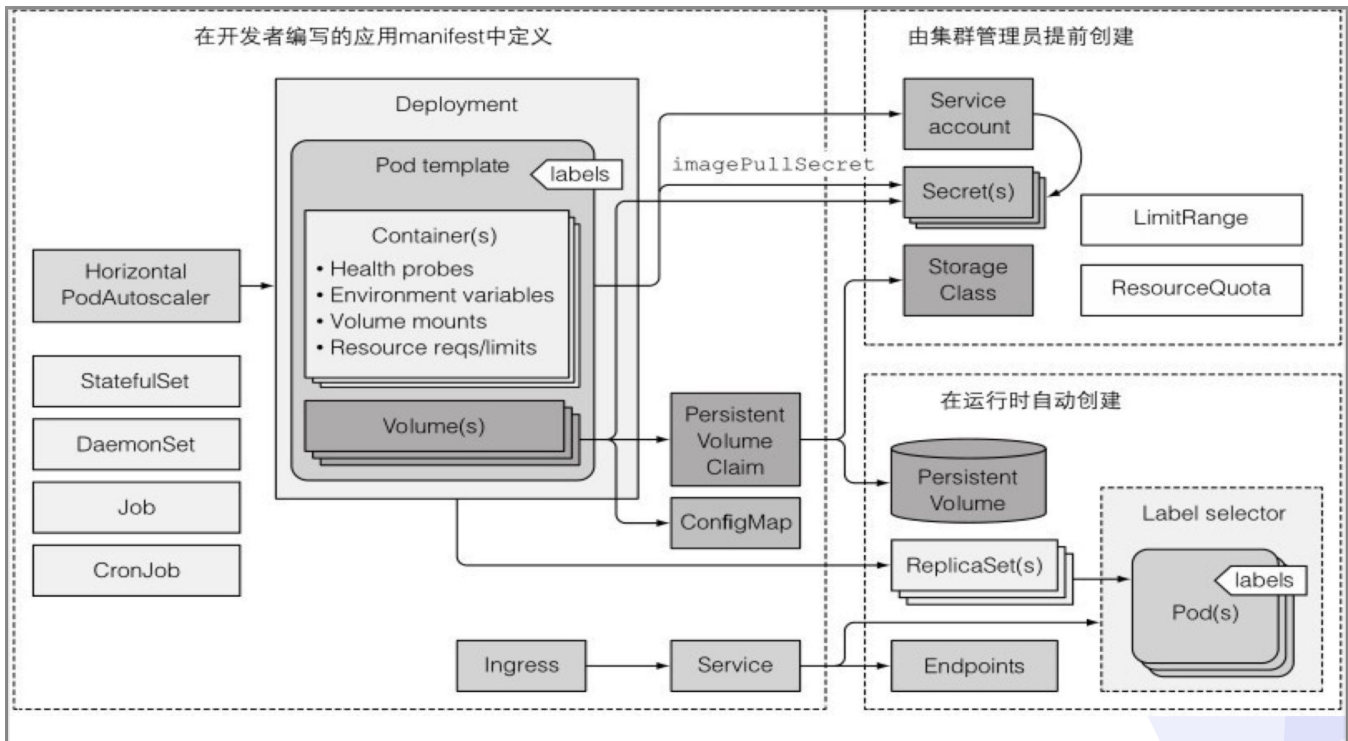 在开发者编写的应用manifest中定义
Deployment
Pod template
labels
Container(s)
• Health probes
• Environment variables
• Volume mounts
• Resource reqs/limits
Volume(s)
Horizontal
PodAutoscaler
StatefulSet
DaemonSet
Job
CronJob
Persistent
Volume
Claim
ConfigMap
Ingress
Service
imagePullSecret
由集群管理员提前创建
Service
account
Secret(s)
Storage
Class
LimitRange
ResourceQuota
在运行时自动创建
Persistent
Volume
ReplicaSet(s)
Endpoints
Label selector
labels
Pod(s)